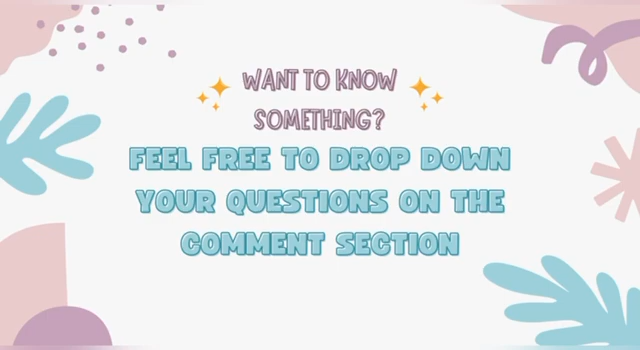 WANT TO KNOW
SOMETHING?
FEEL FREE TO DROP DOWN
YOUR QUESTIONS ON THE
COMMENT SECTION